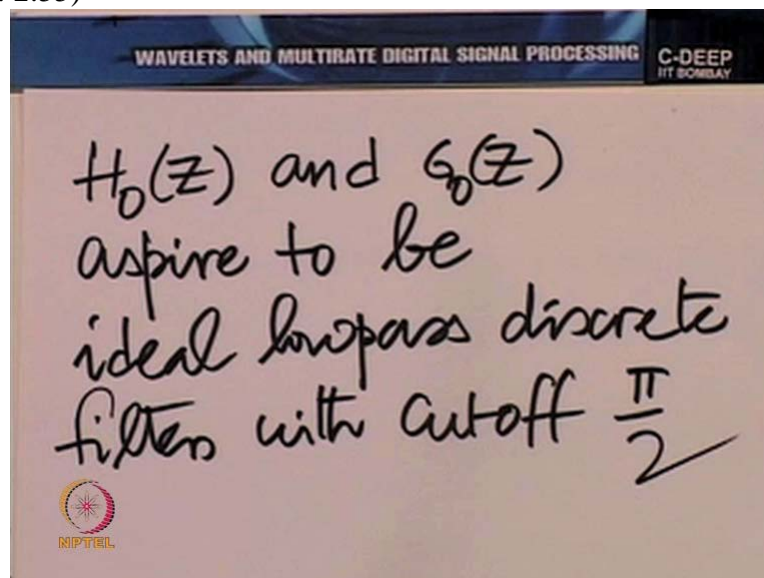 WAVELETS AND MULTIRATE DIGITAL SIGNAL PROCESSING
C-DEEP
IIT BOMBAY
H₀(Z) and G₀(Z)
aspire to be
ideal lowpass discrete
filters with cutoff π/2
NPTEL